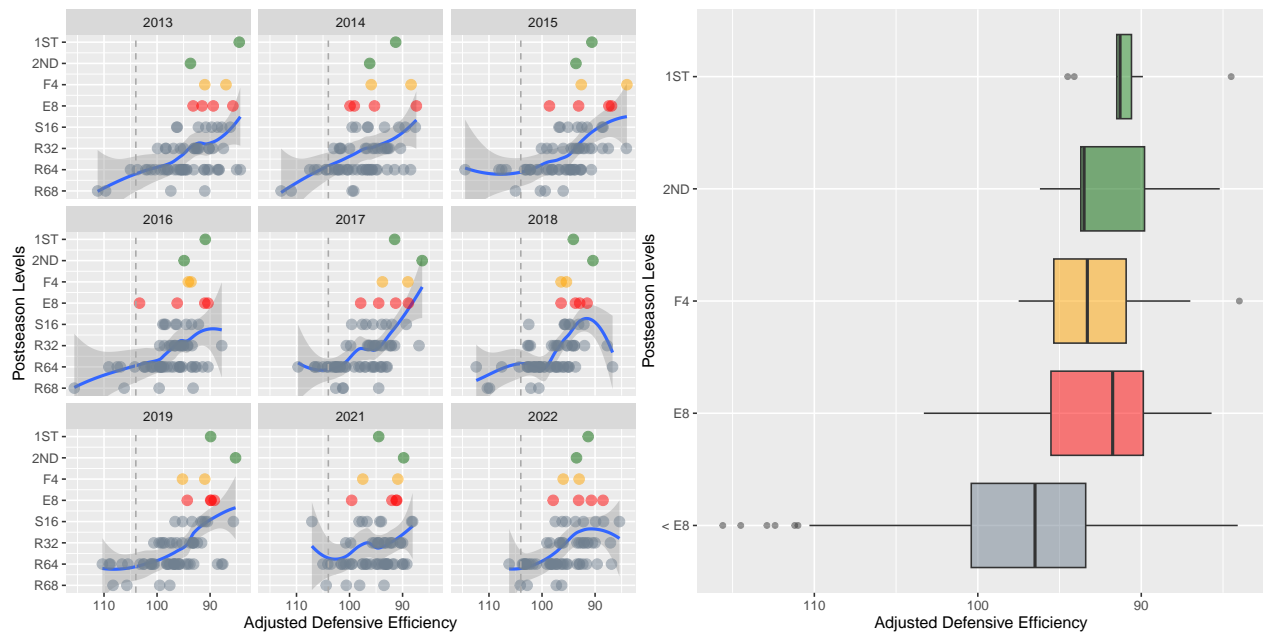 2013
2014
2015
1ST
2ND
F4
E8
S16
R32
R64
R68
2016
2017
2018
1ST
2ND
F4
E8
S16
R32
R64
R68
2019
2021
2022
1ST
2ND
F4
E8
S16
R32
R64
R68
110
100
90
110
100
90
110
100
90
Adjusted Defensive Efficiency
Postseason Levels
1ST
2ND
F4
E8
< E8
110
100
90
Adjusted Defensive Efficiency
Postseason Levels